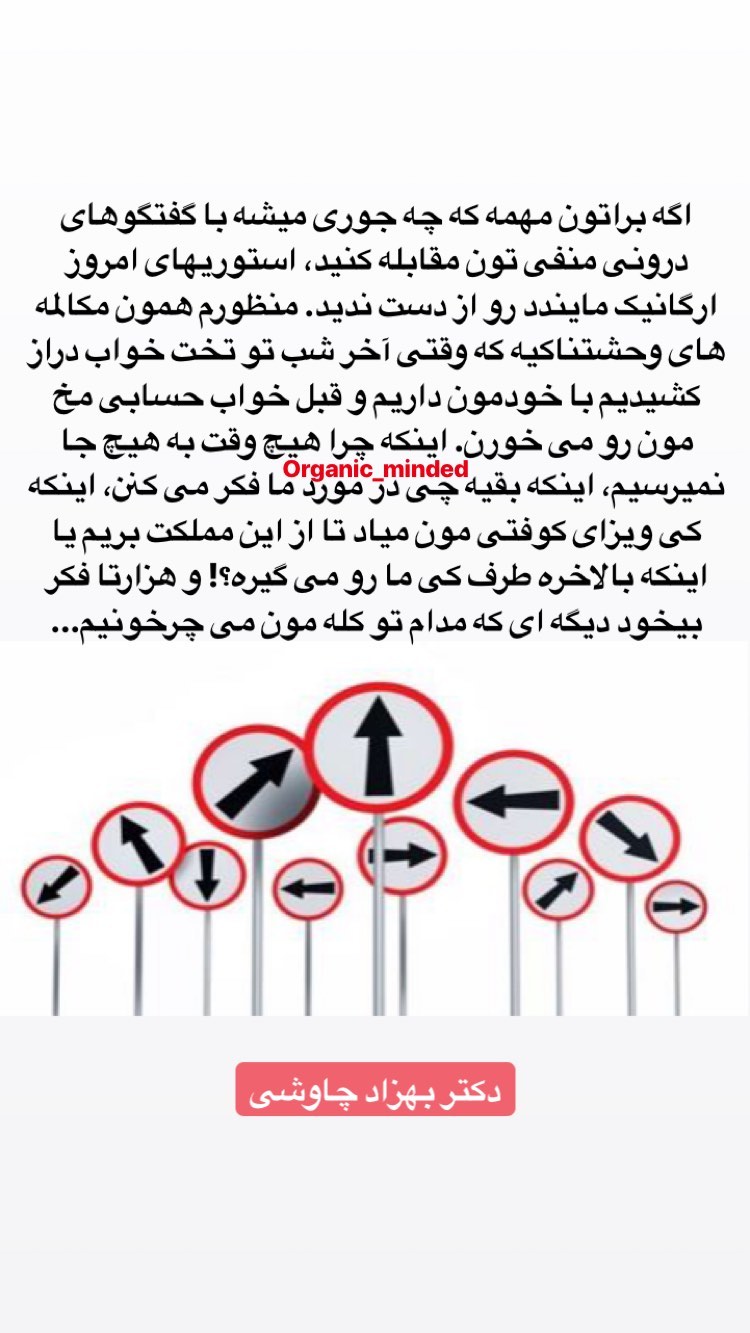 اگه براتون مهمه که چه جوری میشه با گفتگوهای
درونی منفی تون مقابله کنید، استوریهای امروز
ارگانیک مایندد رو از دست ندید. منظورم همون مکالمه
های وحشتناکیه که وقتی آخر شب تو تخت خواب دراز
کشیدیم با خودمون داریم و قبل خواب حسابی مخ
مون رو می خورن. اینکه چرا هیچ وقت به هیچ جا
Organic_minded
نمیرسیم، اینکه بقیه چی در مورد ما فکر می کنن، اینکه
کی ویزای کوفتی مون میاد تا از این مملکت بریم یا
اینکه بالاخره طرف کی ما رو می گیره؟! و هزارتا فکر
بیخود دیگه ای که مدام تو کله مون می چرخونیم...
دکتر بهزاد چاوشی